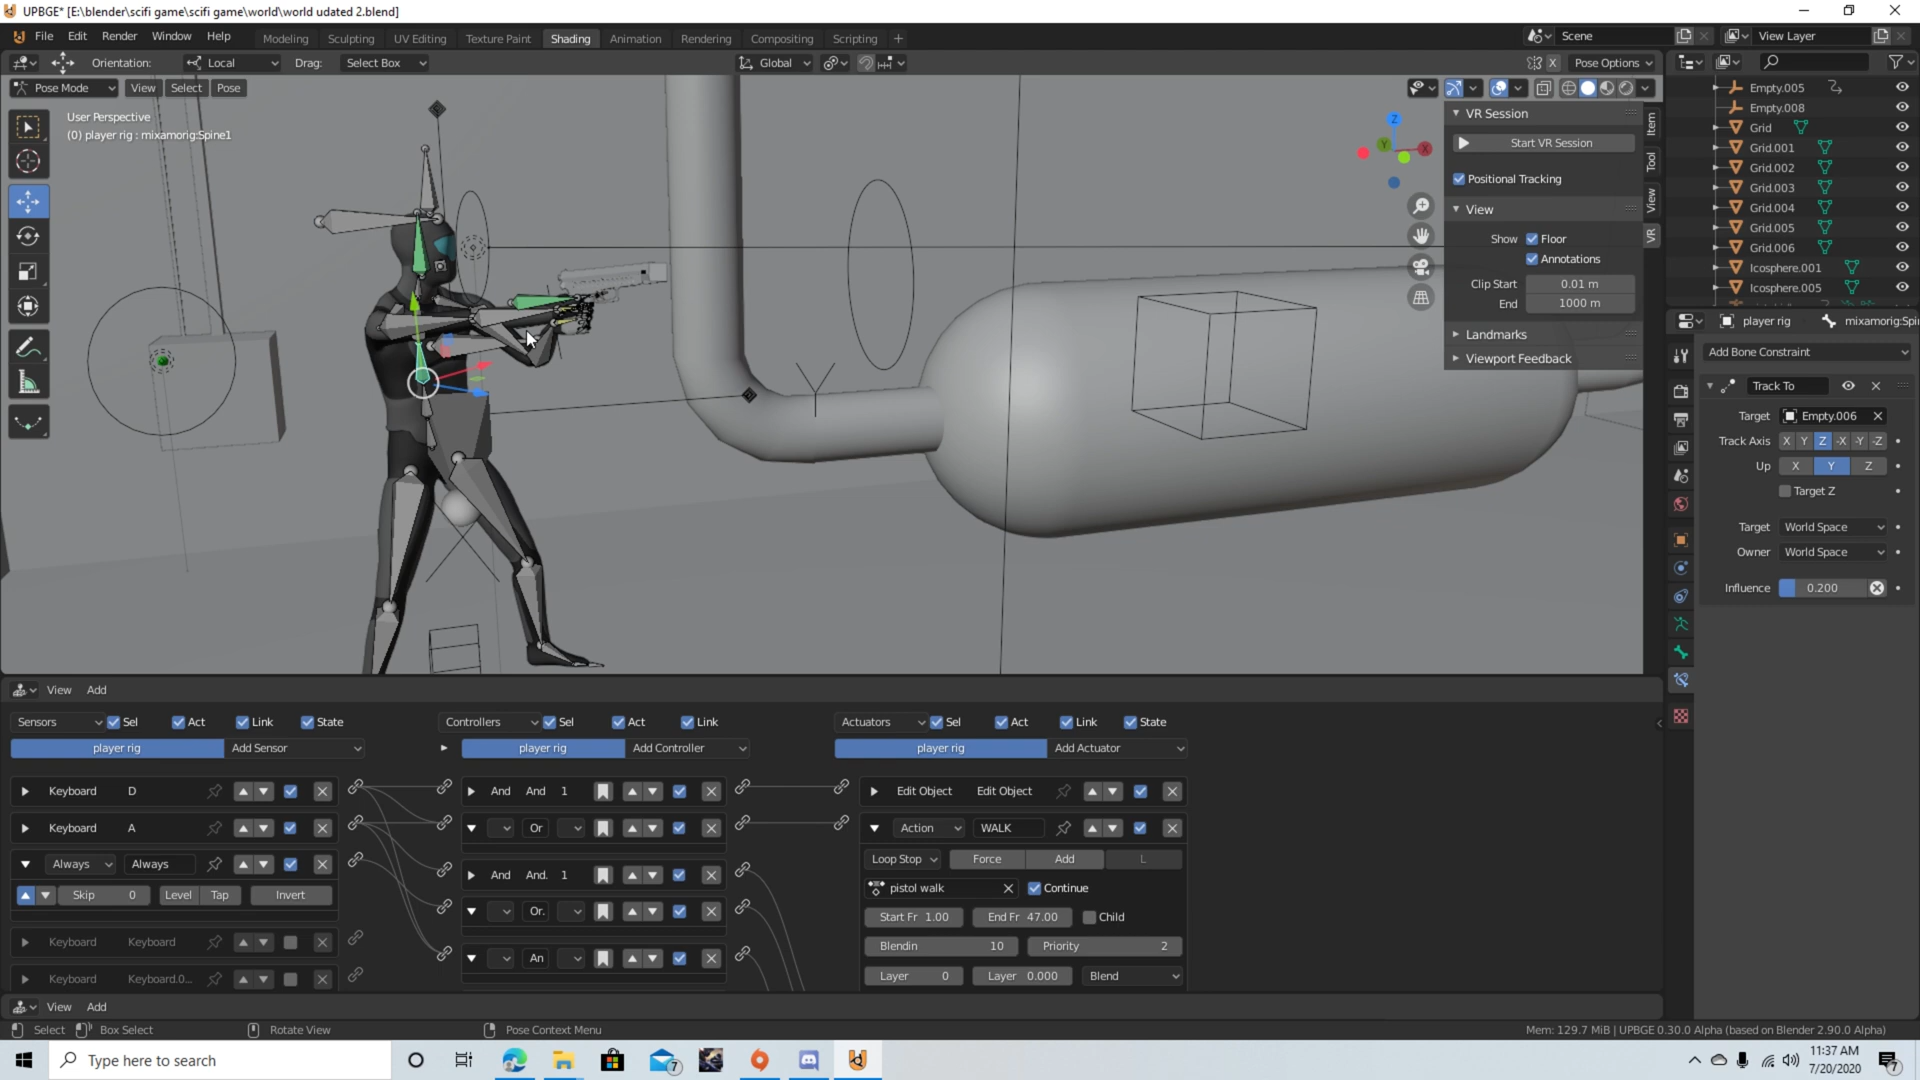 UPBGE* [E:\blender\scifi game\scifi game\world\world udated 2.blend]
File Edit Render Window Help Modeling Sculpting UV Editing Texture Paint Shading Animation Rendering Compositing Scripting + Scene View Layer
Orientation: Local Drag: Select Box Global X Pose Options
Pose Mode View Select Pose
User Perspective
(0) player rig : mixamorig:Spine1
Z
Y
X
VR Session
Start VR Session
Positional Tracking
View
Show Floor
Annotations
Clip Start 0.01 m
End 1000 m
Landmarks
Viewport Feedback
Item
Tool
View
VR
Empty.005
Empty.008
Grid
Grid.001
Grid.002
Grid.003
Grid.004
Grid.005
Grid.006
Icosphere.001
Icosphere.005
player rig mixamorig:Spi
Add Bone Constraint
Track To
Target Empty.006
Track Axis X Y Z -X -Y -Z
Up X Y Z
Target Z
Target World Space
Owner World Space
Influence 0.200
View Add
Sensors Sel Act Link State Controllers Sel Act Link Actuators Sel Act Link State
player rig Add Sensor player rig Add Controller player rig Add Actuator
Keyboard D And And 1 Edit Object Edit Object
Keyboard A Or Action WALK
Always Always Loop Stop Force Add L
And And. 1 pistol walk Continue
Skip 0 Level Tap Invert Or. Start Fr 1.00 End Fr 47.00 Child
Keyboard Keyboard Blendin 10 Priority 2
An
Keyboard Keyboard.0... Layer 0 Layer 0.000 Blend
View Add
Select Box Select Rotate View Pose Context Menu Mem: 129.7 MiB | UPBGE 0.30.0 Alpha (based on Blender 2.90.0 Alpha)
Type here to search 7 11:37 AM
7/20/2020 7